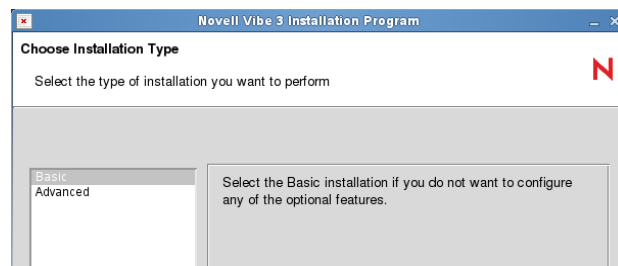 Novell Vibe 3 Installation Program
Choose Installation Type
Select the type of installation you want to perform
N
Basic
Advanced
Select the Basic installation if you do not want to configure
any of the optional features.